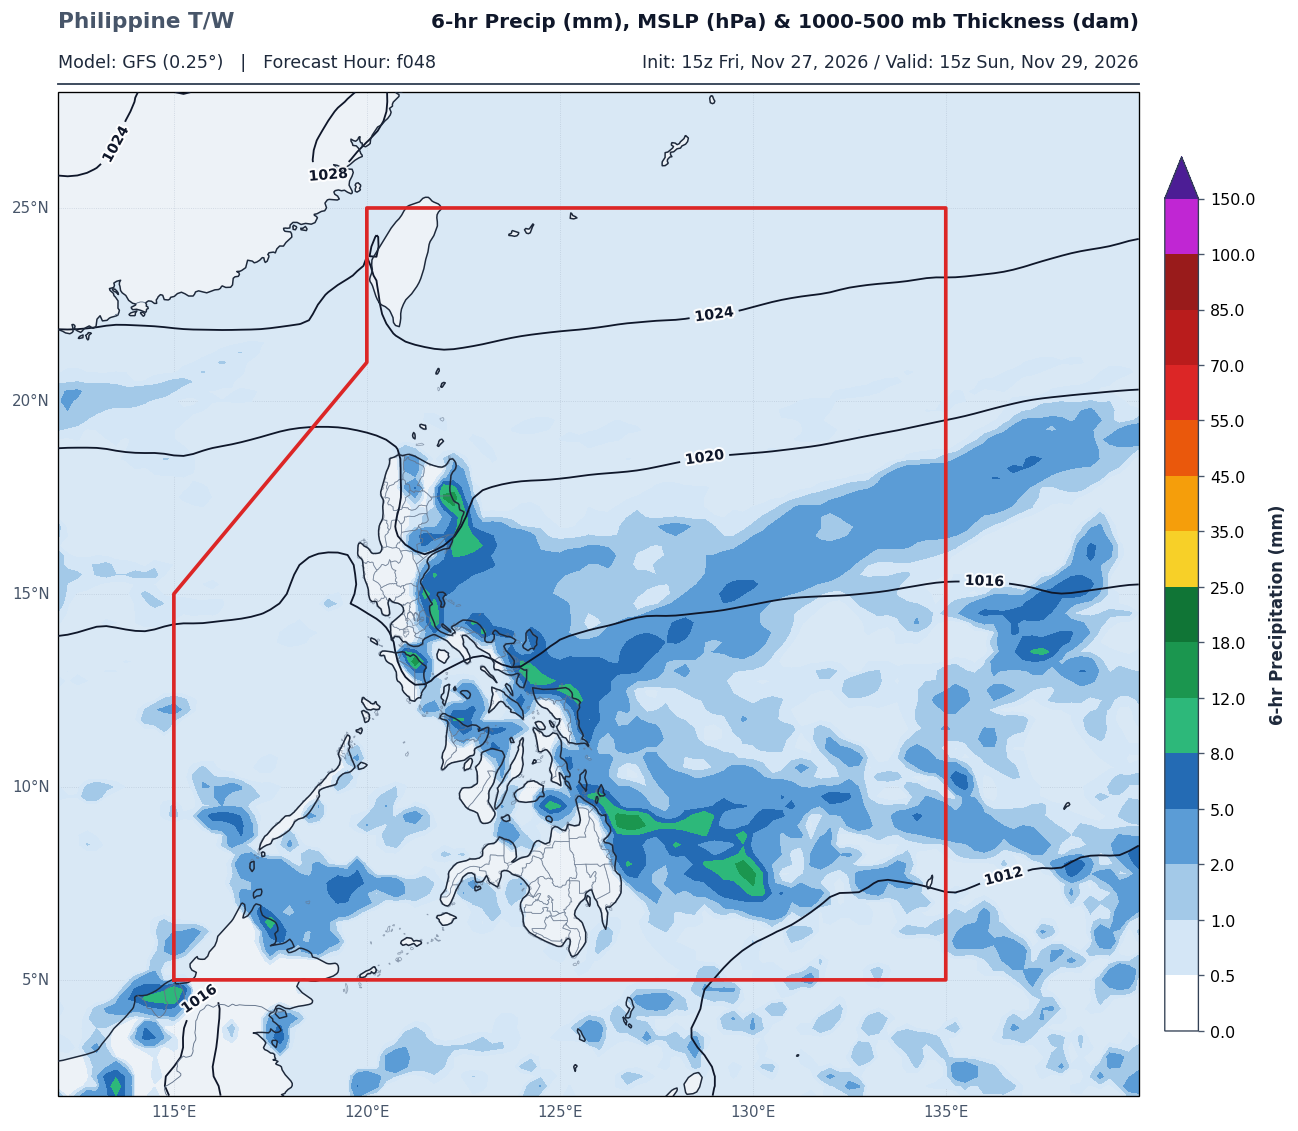 Philippine T/W
6-hr Precip (mm), MSLP (hPa) & 1000-500 mb Thickness (dam)
Model: GFS (0.25°) | Forecast Hour: f048
Init: 15z Fri, Nov 27, 2026 / Valid: 15z Sun, Nov 29, 2026
1024
1028
25°N
1024
20°N
1020
15°N
1016
10°N
1012
5°N
1016
115°E
120°E
125°E
130°E
135°E
150.0
100.0
85.0
70.0
55.0
45.0
35.0
25.0
18.0
12.0
8.0
5.0
2.0
1.0
0.5
0.0
6-hr Precipitation (mm)